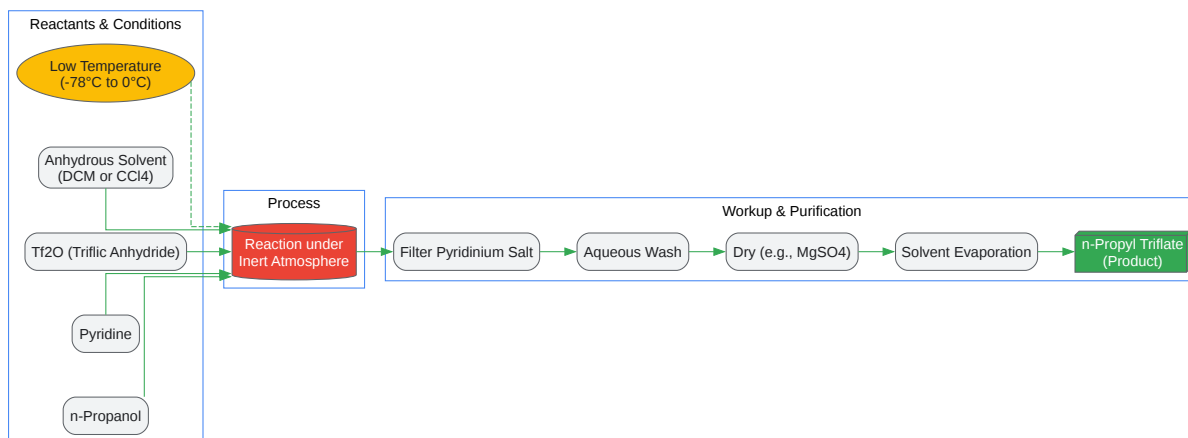 Reactants & Conditions
Low Temperature
(-78°C to 0°C)
Anhydrous Solvent
(DCM or CCl4)
Tf2O (Triflic Anhydride)
Pyridine
n-Propanol
Process
Reaction under
Inert Atmosphere
Workup & Purification
Filter Pyridinium Salt
Aqueous Wash
Dry (e.g., MgSO4)
Solvent Evaporation
n-Propyl Triflate
(Product)